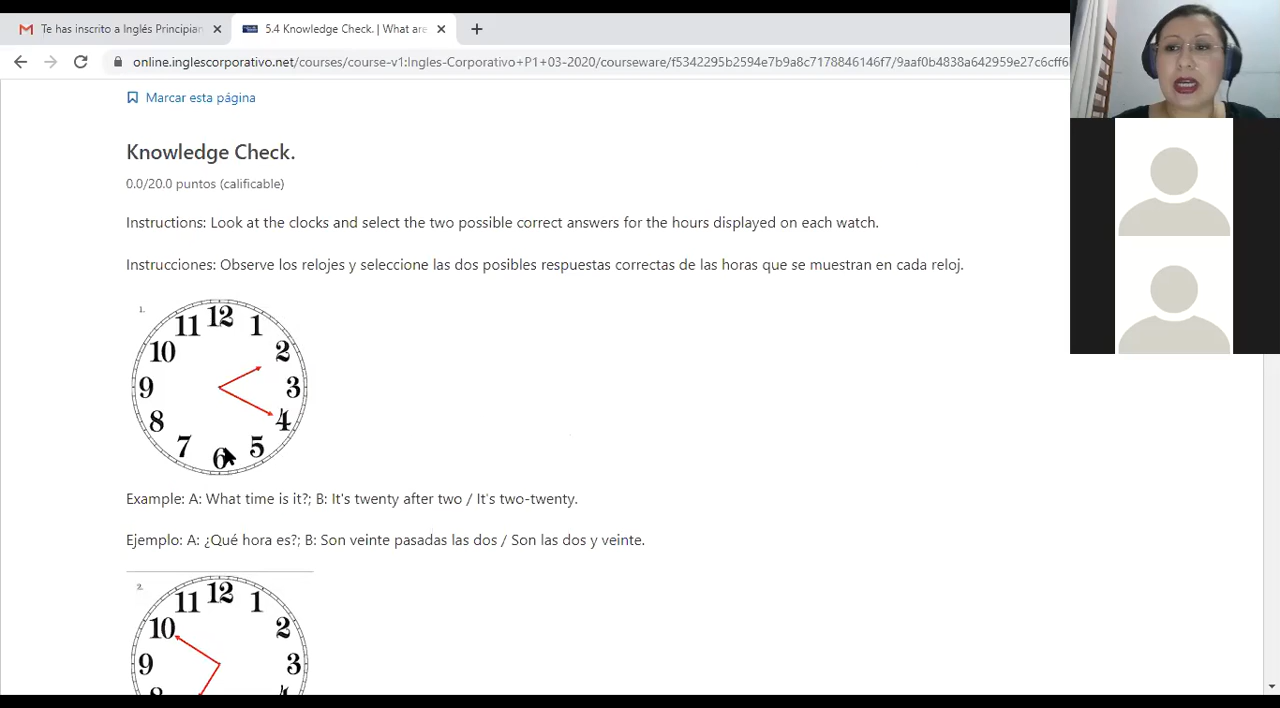 Te has inscrito a Inglés Principian
5.4 Knowledge Check. | What are
online.inglescorporativo.net/courses/course-v1:Ingles-Corporativo+P1+03-2020/courseware/f5342295b2594e7b9a8c7178846146f7/9aaf0b4838a642959e27c6cff6
Marcar esta página
Knowledge Check.
0.0/20.0 puntos (calificable)
Instructions: Look at the clocks and select the two possible correct answers for the hours displayed on each watch.
Instrucciones: Observe los relojes y seleccione las dos posibles respuestas correctas de las horas que se muestran en cada reloj.
1.
12
11 1
10 2
9 3
8 4
7 5
6
Example: A: What time is it?; B: It's twenty after two / It's two-twenty.
Ejemplo: A: ¿Qué hora es?; B: Son veinte pasadas las dos / Son las dos y veinte.
2.
12
11 1
10 2
9 3
8 4